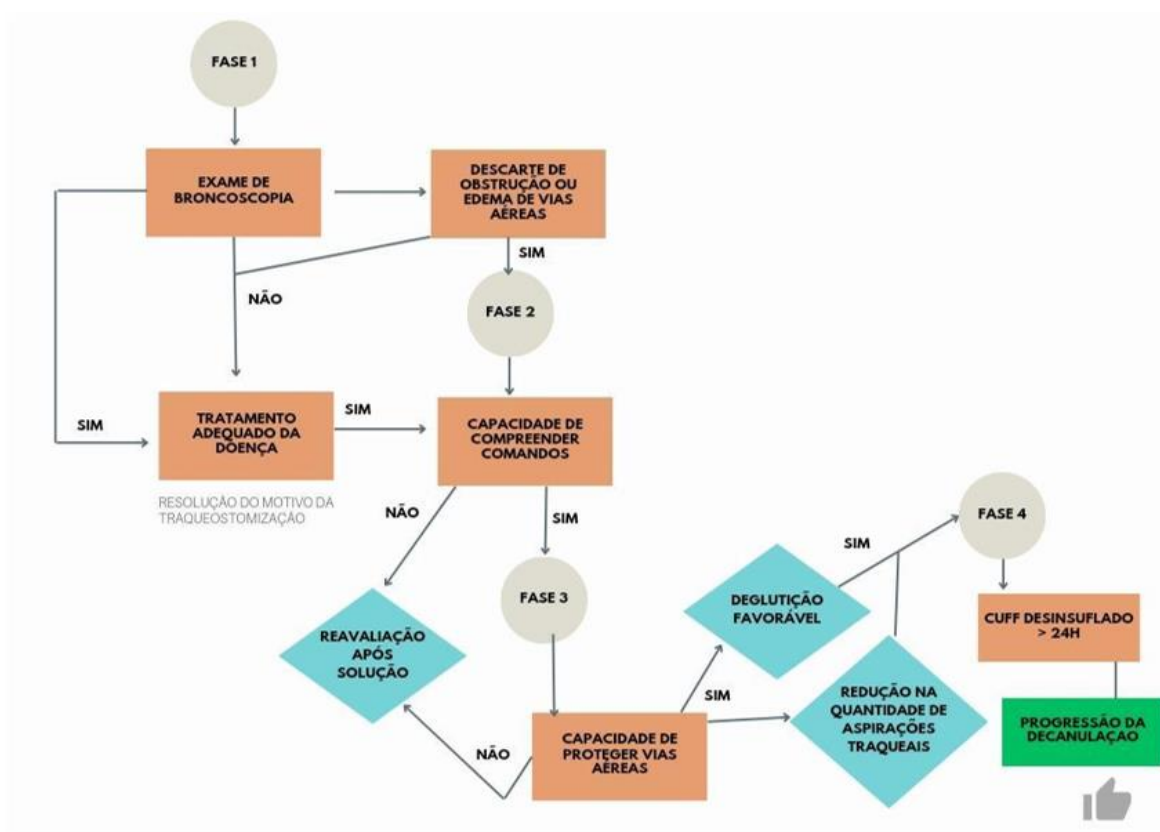 FASE 1
EXAME DE
BRONCOSCOPIA
DESCARTE DE
OBSTRUÇÃO OU
EDEMA DE VIAS
AÉREAS
SIM
NÃO
FASE 2
SIM
TRATAMENTO
ADEQUADO DA
DOENÇA
SIM
CAPACIDADE DE
COMPREENDER
COMANDOS
RESOLUÇÃO DO MOTIVO DA
TRAQUEOSTOMIZAÇÃO
NÃO
SIM
FASE 3
REAVALIAÇÃO
APÓS
SOLUÇÃO
NÃO
CAPACIDADE DE
PROTEGER VIAS
AÉREAS
SIM
DEGLUTIÇÃO
FAVORÁVEL
SIM
REDUÇÃO NA
QUANTIDADE DE
ASPIRAÇÕES
TRAQUEAIS
FASE 4
CUFF DESINSUFLADO
> 24H
PROGRESSÃO DA
DECANULAÇAO